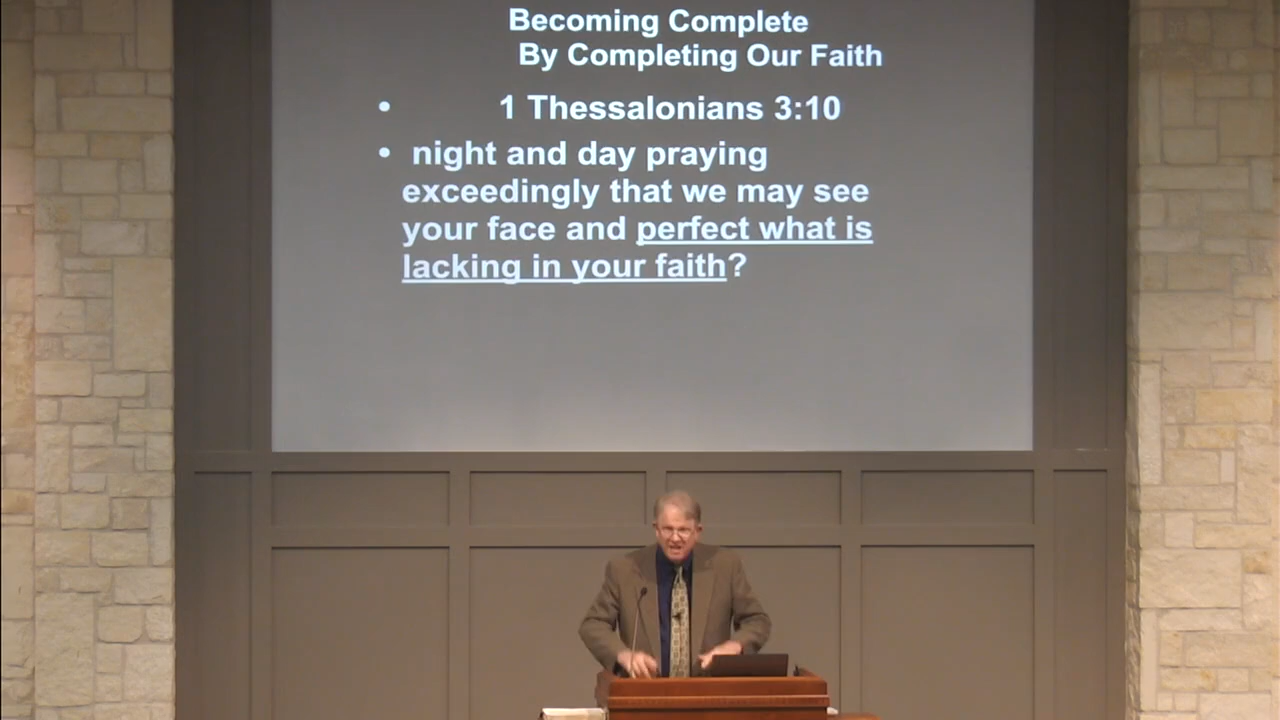 Becoming Complete
By Completing Our Faith
• 1 Thessalonians 3:10
• night and day praying
exceedingly that we may see
your face and perfect what is
lacking in your faith?